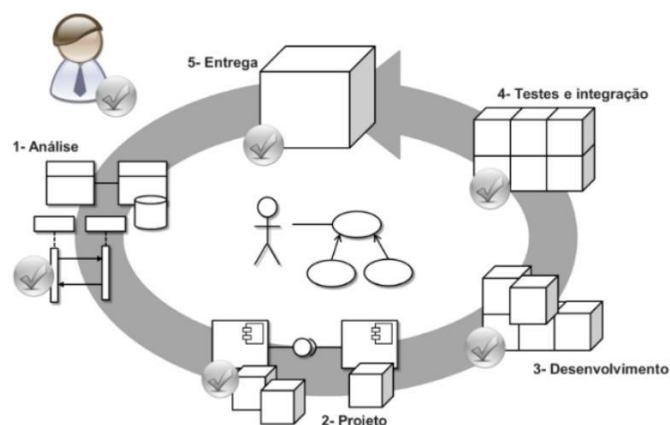 5- Entrega
4- Testes e integração
1- Análise
3- Desenvolvimento
2- Projeto